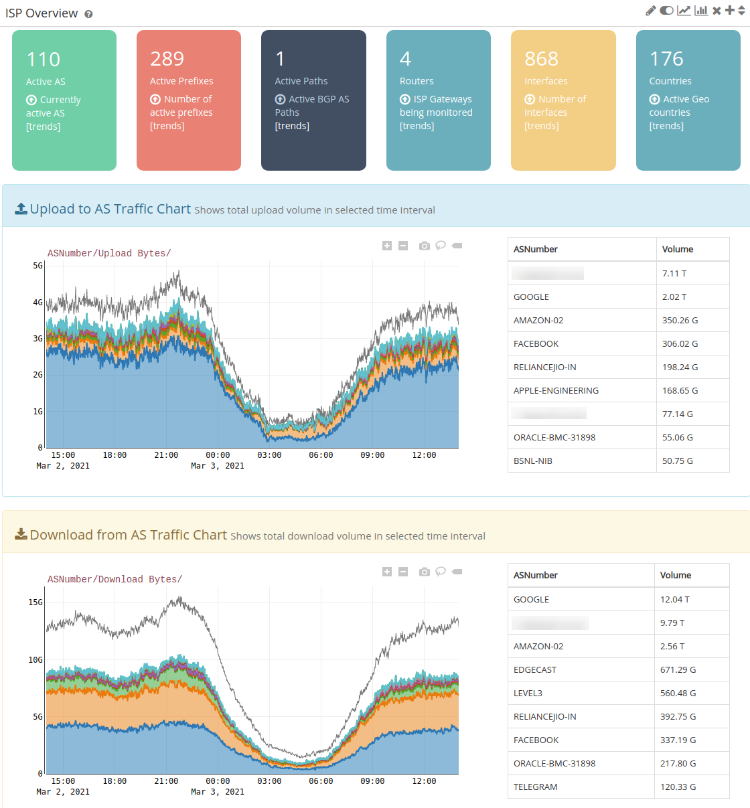 ISP Overview
110
Active AS
Currently
active AS
[trends]
289
Active Prefixes
Number of
active prefixes
[trends]
1
Active Paths
Active BGP AS
Paths
[trends]
4
Routers
ISP Gateways
being monitored
[trends]
868
Interfaces
Number of
Interfaces
[trends]
176
Countries
Active Geo
countries
[trends]
Upload to AS Traffic Chart Shows total upload volume in selected time interval
ASNumber/Upload Bytes/
5G
4G
3G
2G
1G
0
15:00 18:00 21:00 00:00 03:00 06:00 09:00 12:00
Mar 2, 2021 Mar 3, 2021
ASNumber Volume
7.11 T
GOOGLE 2.02 T
AMAZON-02 350.26 G
FACEBOOK 306.02 G
RELIANCEJIO-IN 198.24 G
APPLE-ENGINEERING 168.65 G
77.14 G
ORACLE-BMC-31898 55.06 G
BSNL-NIB 50.75 G
Download from AS Traffic Chart Shows total download volume in selected time interval
ASNumber/Download Bytes/
15G
10G
5G
0
15:00 18:00 21:00 00:00 03:00 06:00 09:00 12:00
Mar 2, 2021 Mar 3, 2021
ASNumber Volume
GOOGLE 12.04 T
9.79 T
AMAZON-02 2.56 T
EDGECAST 671.29 G
LEVEL3 560.48 G
RELIANCEJIO-IN 392.75 G
FACEBOOK 337.19 G
ORACLE-BMC-31898 217.80 G
TELEGRAM 120.33 G